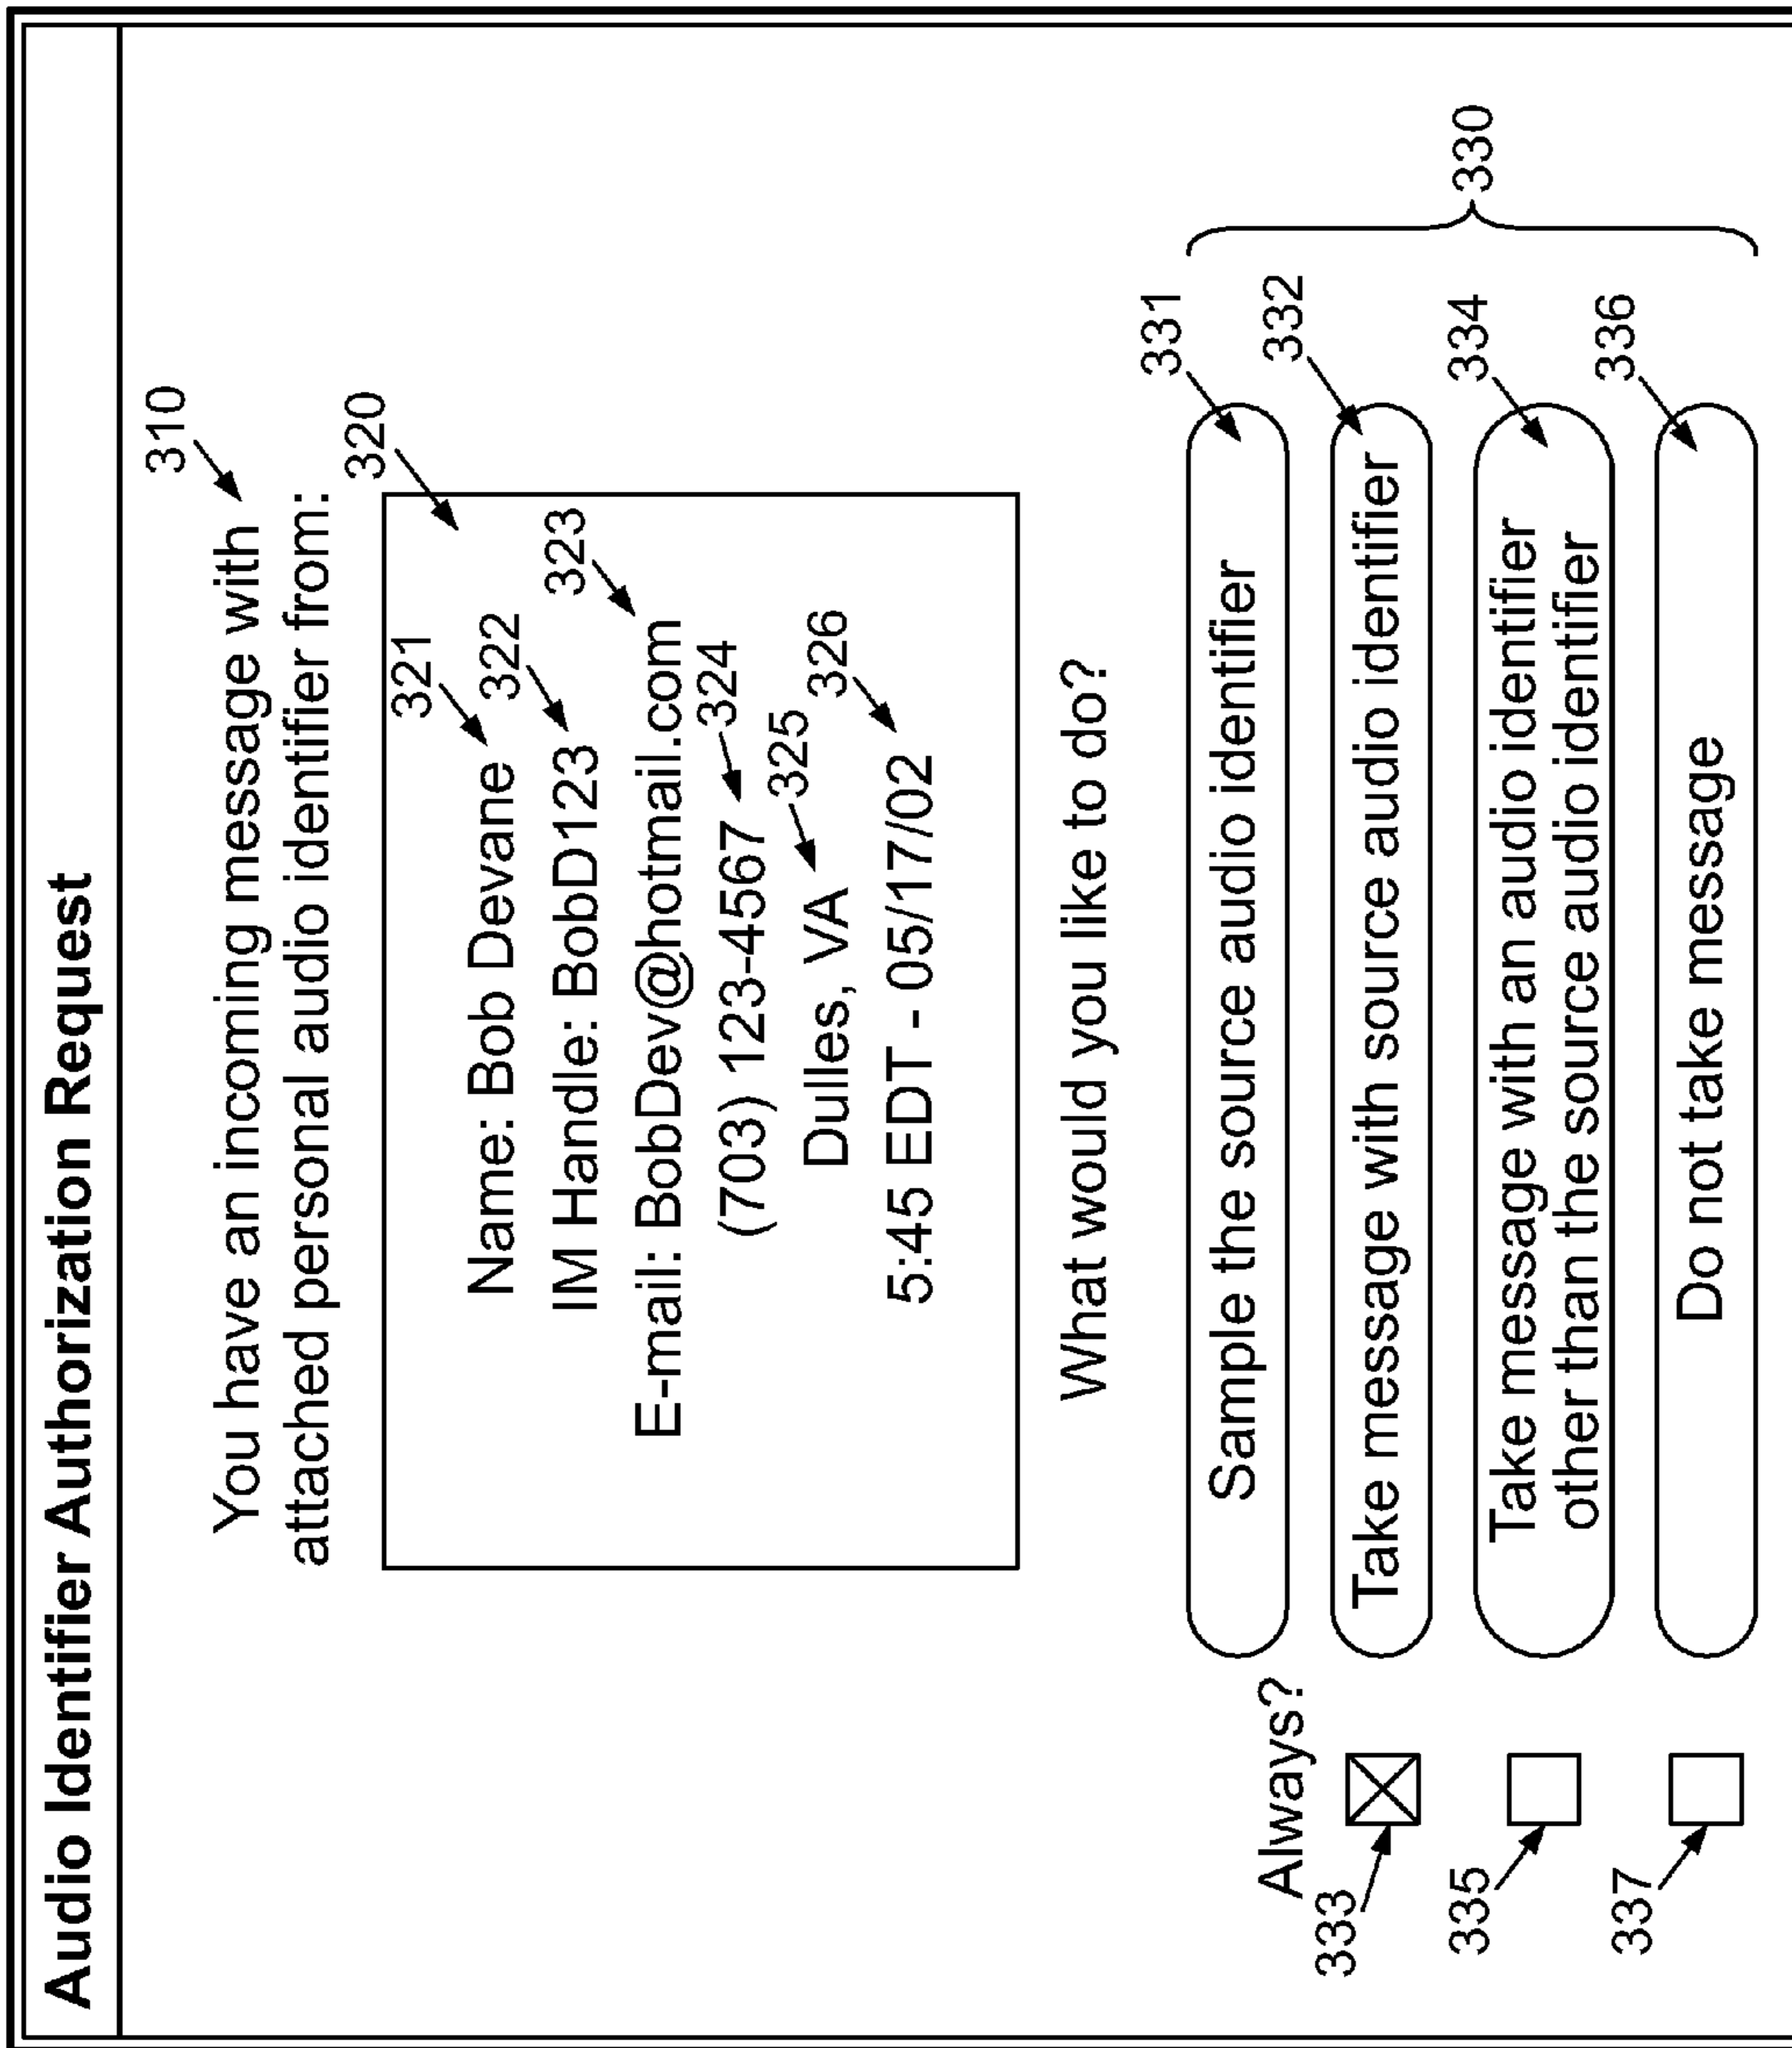 Audio Identifier Authorization Request
310
You have an incoming message with
attached personal audio identifier from:
320
321
Name: Bob Devane
322
IM Handle: BobD123
323
E-mail: BobDev@hotmail.com
324
(703) 123-4567
325
Dulles, VA
326
5:45 EDT - 05/17/02
What would you like to do?
331
Sample the source audio identifier
Always?
332
333
Take message with source audio identifier
330
334
335
Take message with an audio identifier
other than the source audio identifier
336
337
Do not take message